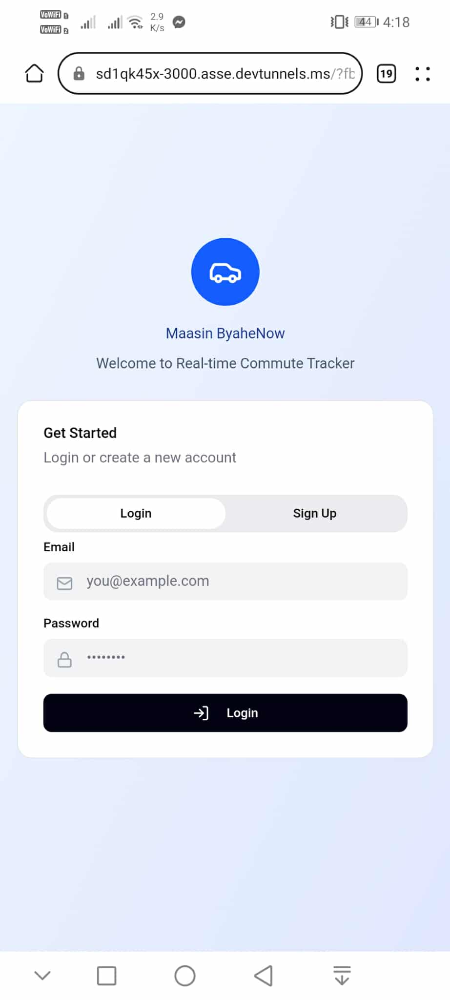 VoWiFi 1
VoWiFi 2
2.9
K/s
44
4:18
sd1qk45x-3000.asse.devtunnels.ms/?fb
19
Maasin ByaheNow
Welcome to Real-time Commute Tracker
Get Started
Login or create a new account
Login
Sign Up
Email
you@example.com
Password
••••••••
Login